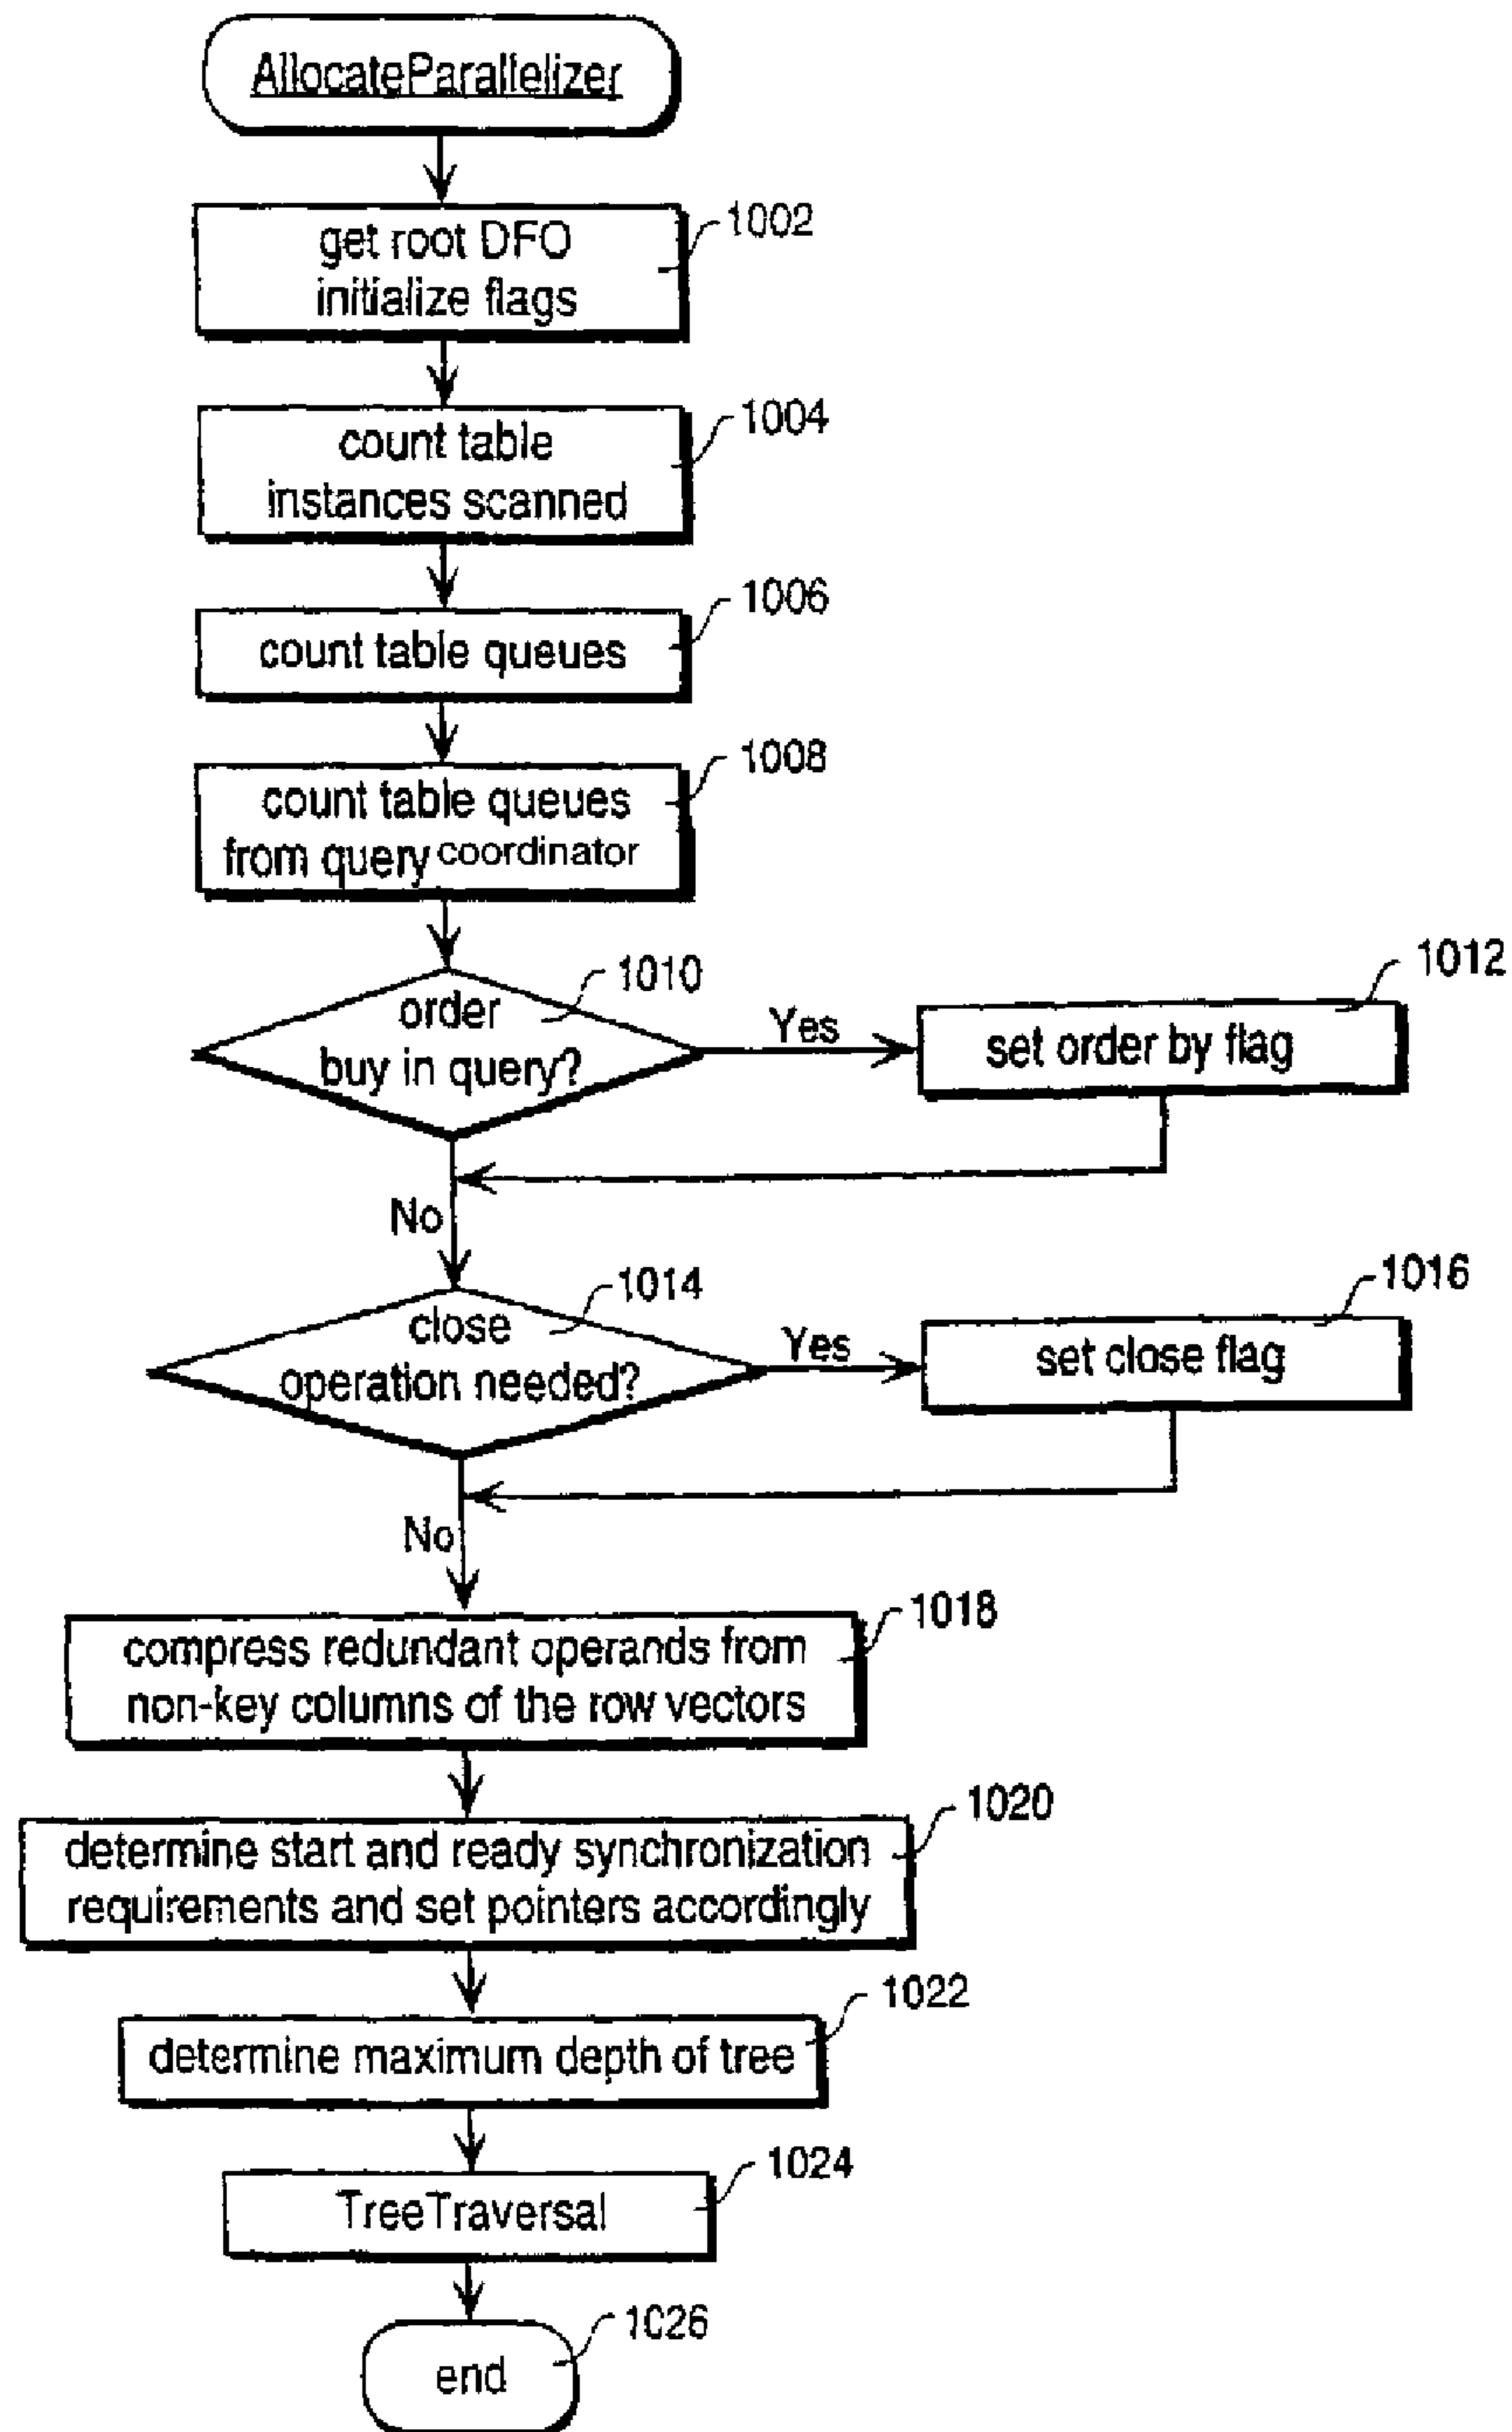 AllocateParallelizer
1002
get root DFO
initialize flags
1004
count table
instances scanned
1006
count table queues
1008
count table queues
from query coordinator
1010
order
buy in query?
Yes
1012
set order by flag
No
1014
close
operation needed?
Yes
1016
set close flag
No
1018
compress redundant operands from
non-key columns of the row vectors
1020
determine start and ready synchronization
requirements and set pointers accordingly
1022
determine maximum depth of tree
1024
TreeTraversal
1026
end